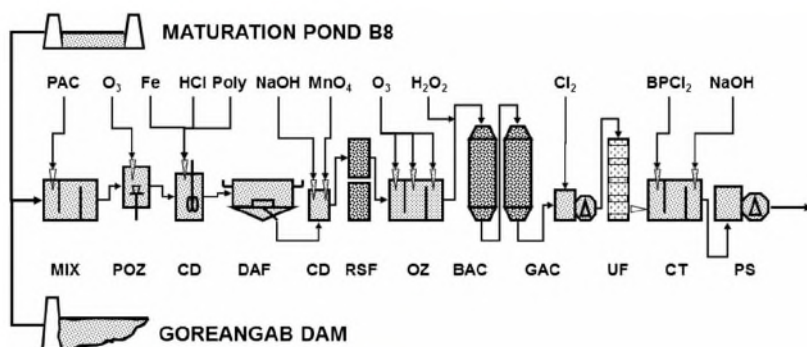 MATURATION POND B8
PAC O₃ Fe HCl Poly NaOH MnO₄ O₃ H₂O₂ Cl₂ BPCl₂ NaOH
MIX POZ CD DAF CD RSF OZ BAC GAC UF CT PS
GOREANGAB DAM